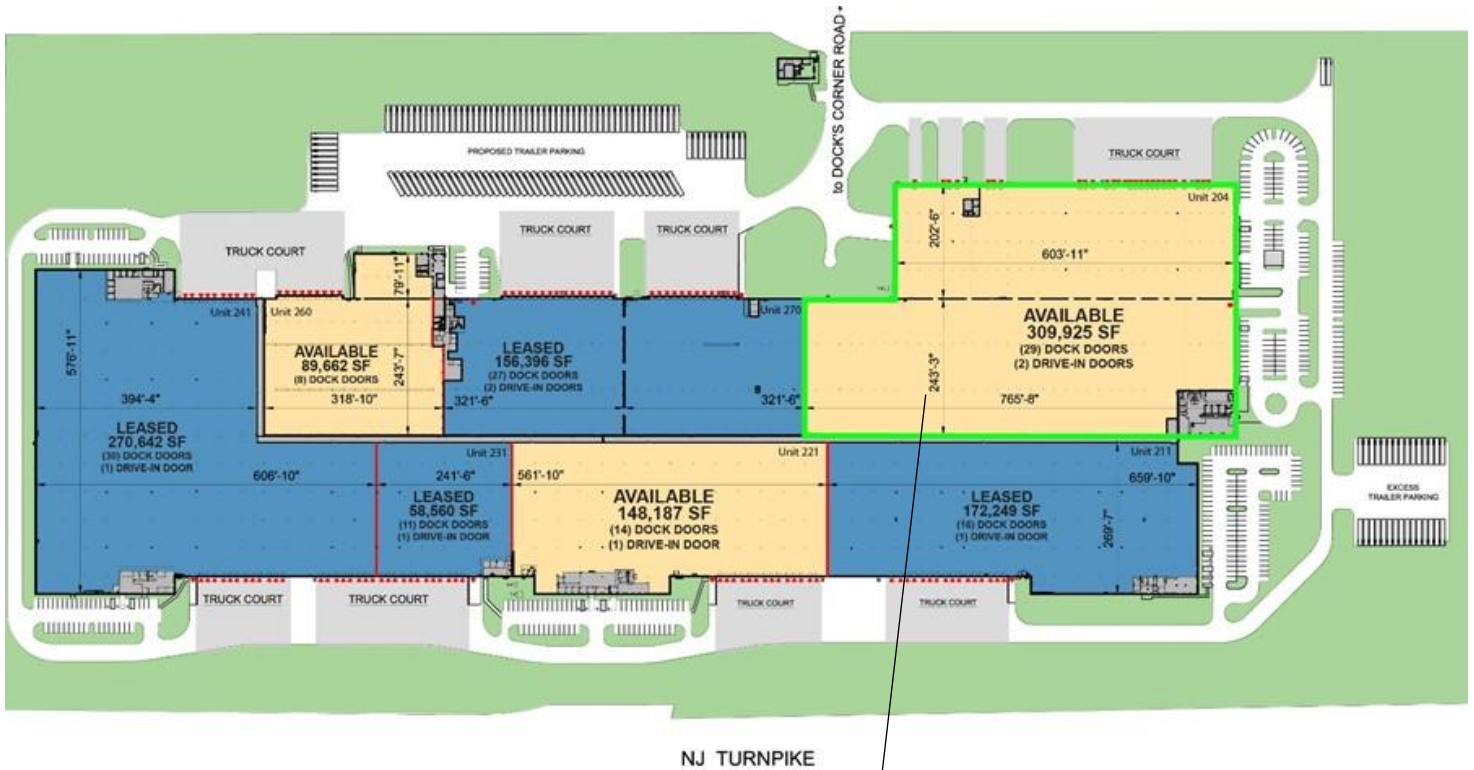 to DOCK'S CORNER ROAD
PROPOSED TRAILER PARKING
TRUCK COURT
TRUCK COURT
TRUCK COURT
TRUCK COURT
Unit 204
202'-6"
603'-11"
AVAILABLE
309,925 SF
(29) DOCK DOORS
(2) DRIVE-IN DOORS
243'-3"
765'-8"
576'-11"
Unit 241
394'-4"
LEASED
270,642 SF
(30) DOCK DOORS
(1) DRIVE-IN DOOR
606'-10"
Unit 260
79'-11"
AVAILABLE
89,662 SF
(8) DOCK DOORS
243'-7"
318'-10"
Unit 270
LEASED
156,396 SF
(27) DOCK DOORS
(2) DRIVE-IN DOORS
321'-6"
321'-6"
Unit 231
241'-6"
LEASED
58,560 SF
(11) DOCK DOORS
(1) DRIVE-IN DOOR
Unit 221
561'-10"
AVAILABLE
148,187 SF
(14) DOCK DOORS
(1) DRIVE-IN DOOR
Unit 211
659'-10"
LEASED
172,249 SF
(16) DOCK DOORS
(1) DRIVE-IN DOOR
269'-7"
EXCESS
TRAILER PARKING
TRUCK COURT
TRUCK COURT
TRUCK COURT
TRUCK COURT
NJ TURNPIKE